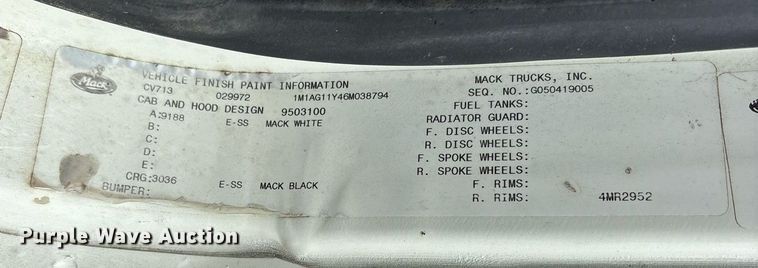 Mack
VEHICLE FINISH PAINT INFORMATION
CV713 029972 1M1AG11Y46M038794
CAB AND HOOD DESIGN 9503100
A:9188 E-SS MACK WHITE
B:
C:
D:
E:
CRG:3036 E-SS MACK BLACK
BUMPER:
MACK TRUCKS, INC.
SEQ. NO.:G050419005
FUEL TANKS:
RADIATOR GUARD:
F. DISC WHEELS:
R. DISC WHEELS:
F. SPOKE WHEELS:
R. SPOKE WHEELS:
F. RIMS:
R. RIMS: 4MR2952
Purple Wave Auction